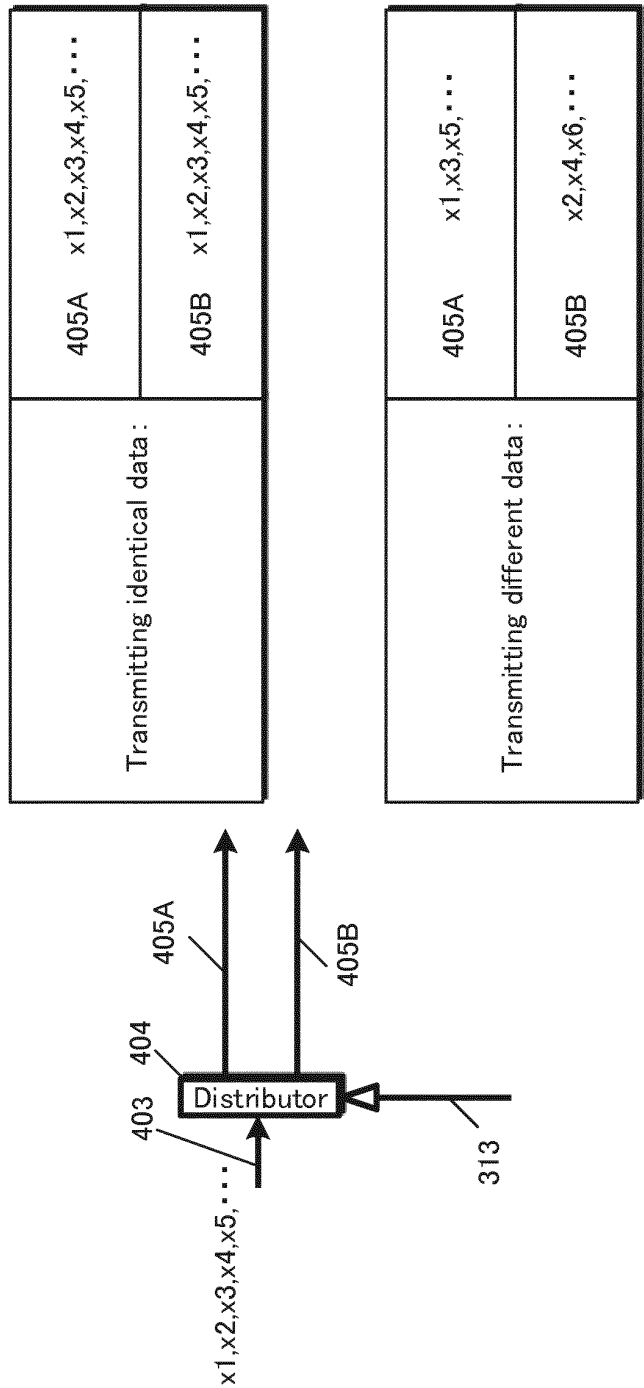 x1,x2,x3,x4,x5,･･･
403
404
Distributor
405A
405B
313
Transmitting identical data:
405A x1,x2,x3,x4,x5,･･･
405B x1,x2,x3,x4,x5,･･･
Transmitting different data:
405A x1,x3,x5,･･･
405B x2,x4,x6,･･･